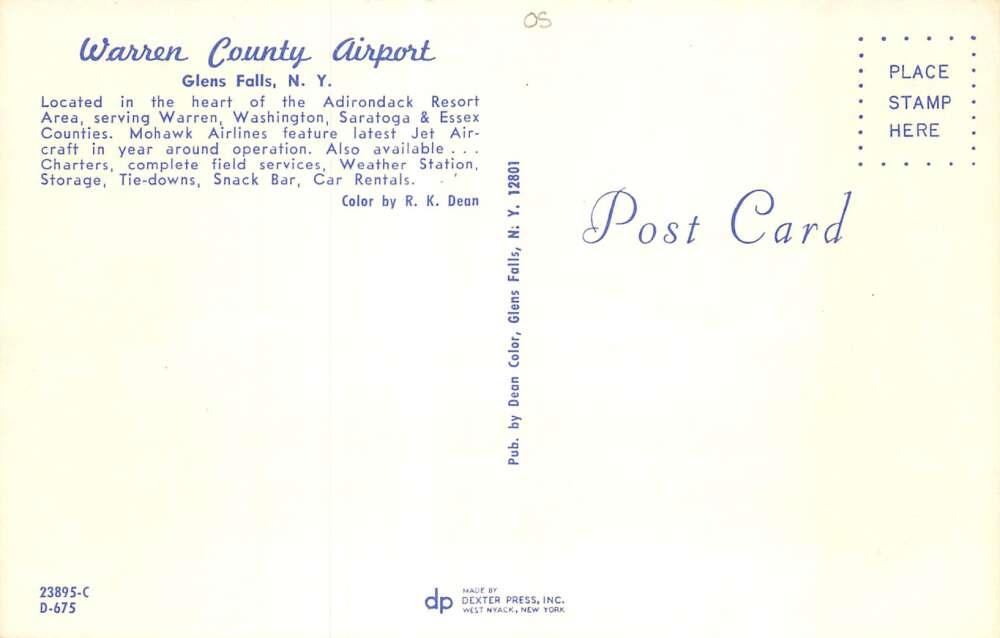 OS
Warren County Airport
Glens Falls, N. Y.
Located in the heart of the Adirondack Resort
Area, serving Warren, Washington, Saratoga & Essex
Counties. Mohawk Airlines feature latest Jet Air-
craft in year around operation. Also available . . .
Charters, complete field services, Weather Station,
Storage, Tie-downs, Snack Bar, Car Rentals.
Color by R. K. Dean
Pub. by Dean Color, Glens Falls, N. Y. 12801
PLACE
STAMP
HERE
Post Card
23895-C
D-675
dp
MADE BY
DEXTER PRESS, INC.
WEST NYACK, NEW YORK